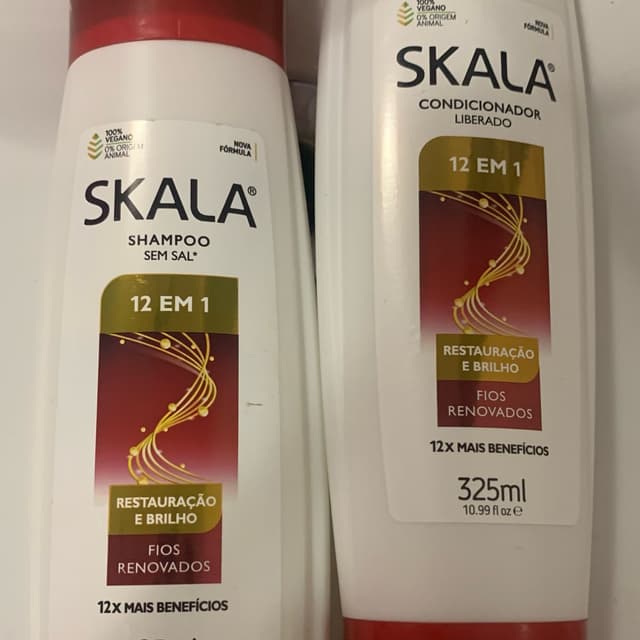 100%
VEGANO
0% ORIGEM
ANIMAL
NOVA
FÓRMULA
SKALA®
SHAMPOO
SEM SAL*
12 EM 1
RESTAURAÇÃO
E BRILHO
FIOS
RENOVADOS
12X MAIS BENEFÍCIOS
100%
VEGANO
0% ORIGEM
ANIMAL
NOVA
FÓRMULA
SKALA®
CONDICIONADOR
LIBERADO
12 EM 1
RESTAURAÇÃO
E BRILHO
FIOS
RENOVADOS
12X MAIS BENEFÍCIOS
325ml
10.99 fl oz e